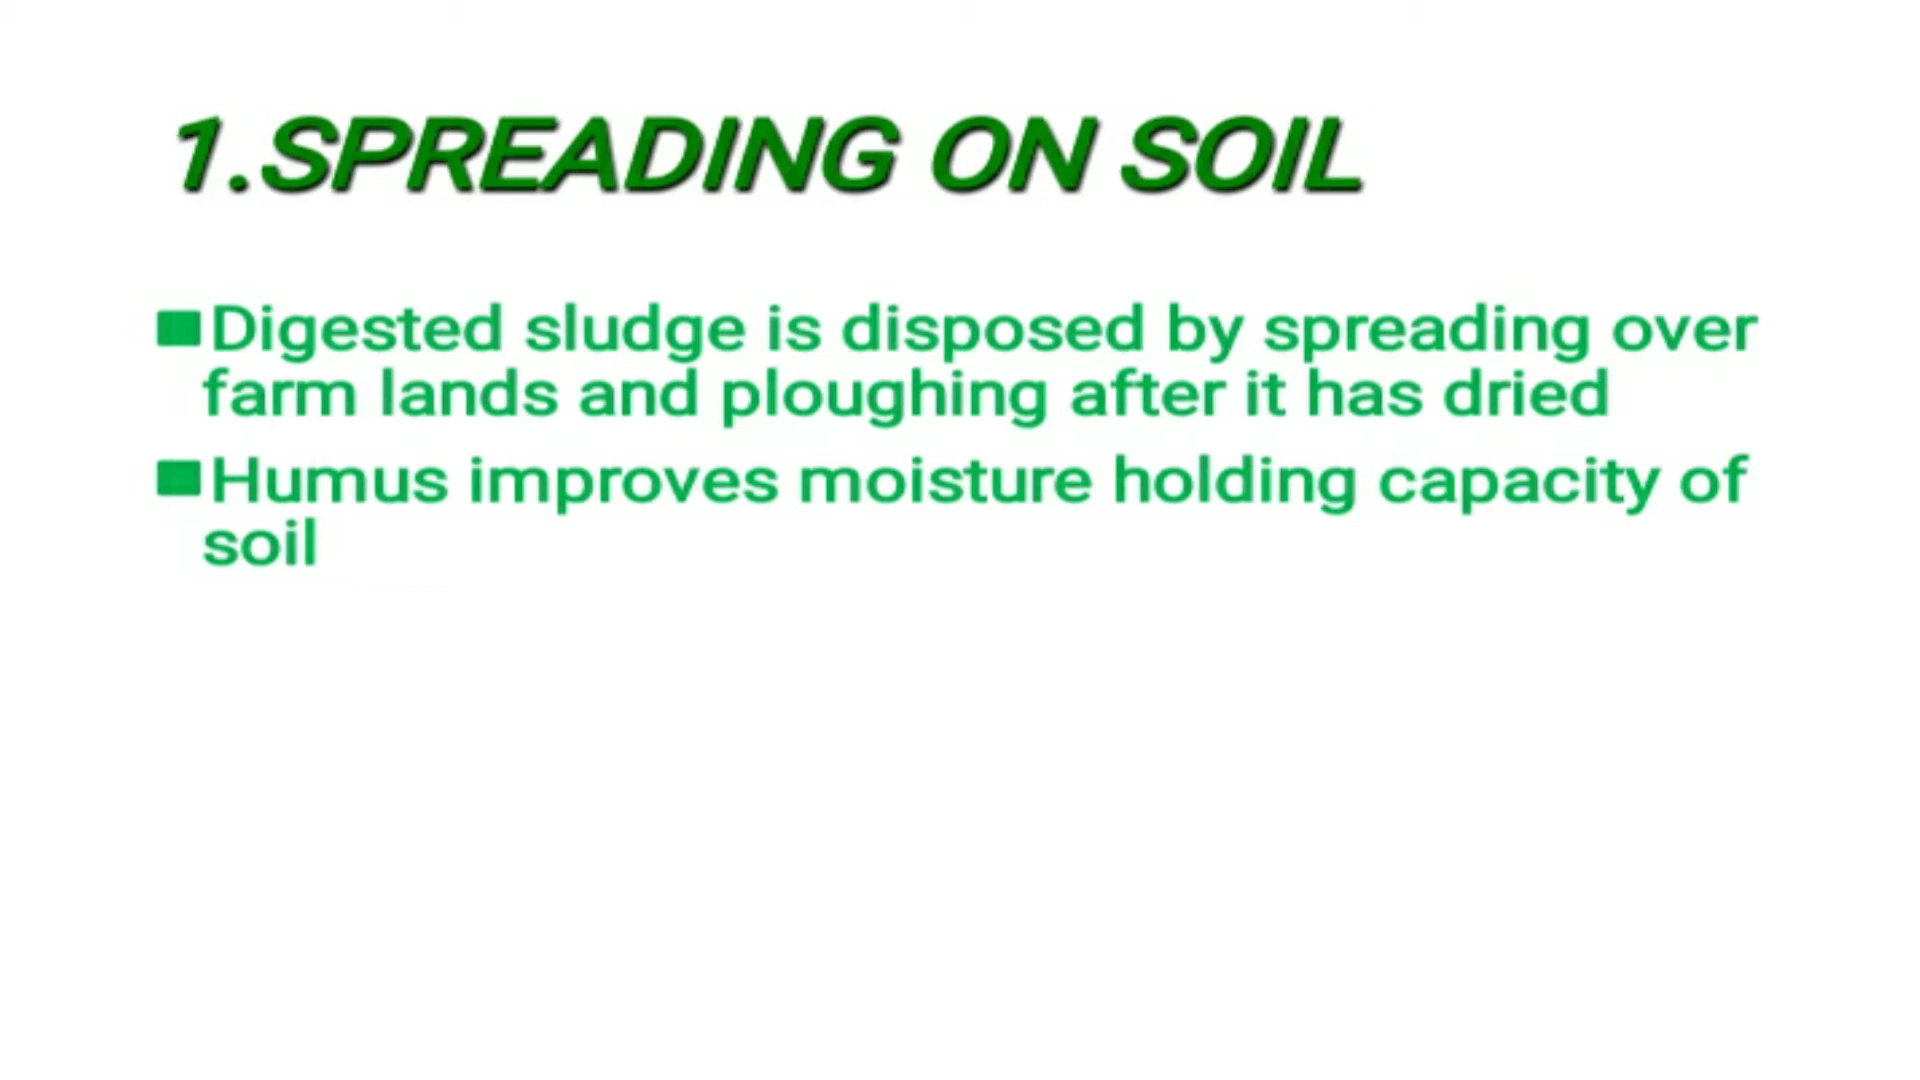 1.SPREADING ON SOIL
Digested sludge is disposed by spreading over
farm lands and ploughing after it has dried
Humus improves moisture holding capacity of
soil